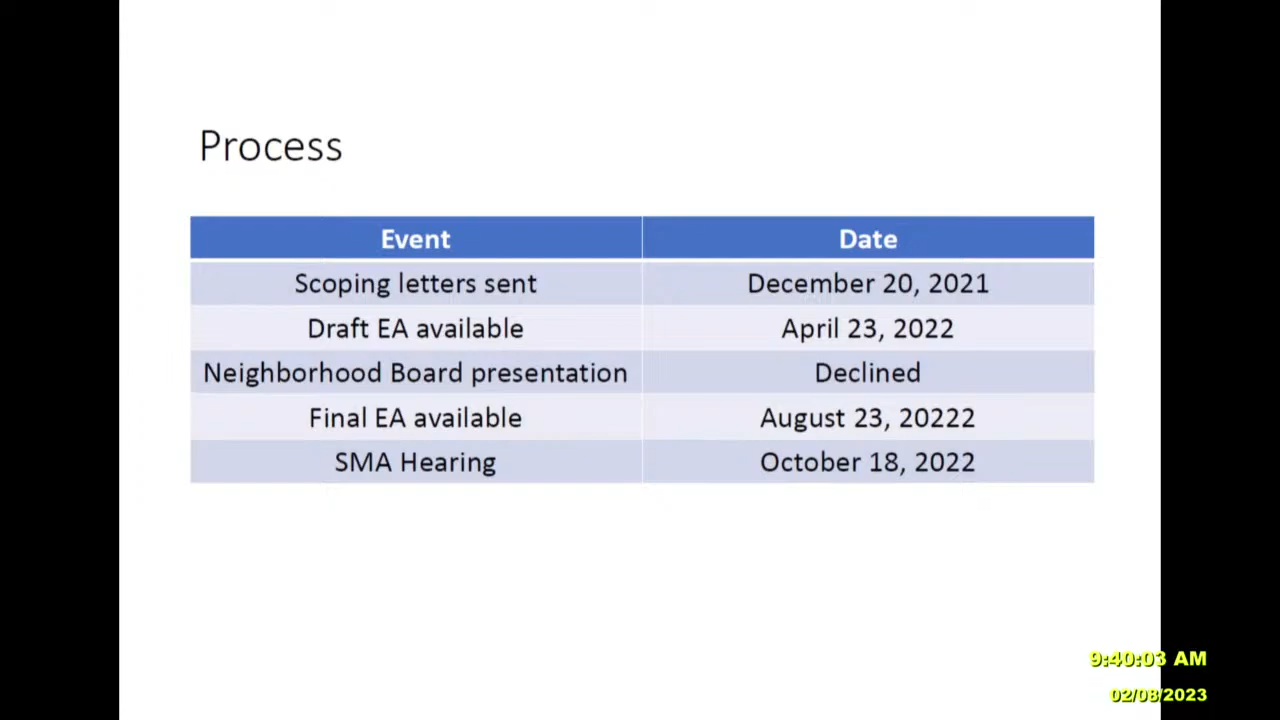 Process
Event Date
Scoping letters sent December 20, 2021
Draft EA available April 23, 2022
Neighborhood Board presentation Declined
Final EA available August 23, 20222
SMA Hearing October 18, 2022
9:40:03 AM
02/08/2023